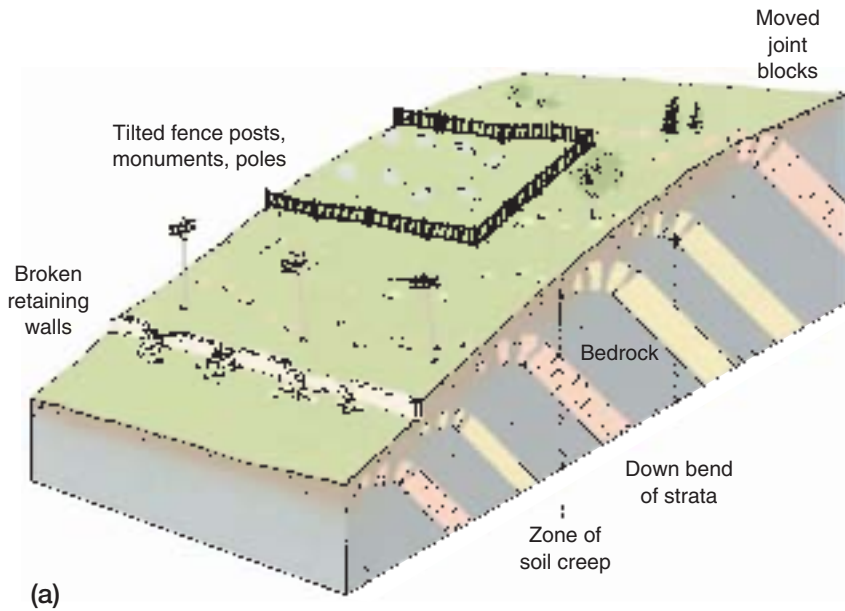 Moved
joint
blocks
Tilted fence posts,
monuments, poles
Broken
retaining
walls
Bedrock
Down bend
of strata
Zone of
soil creep
(a)